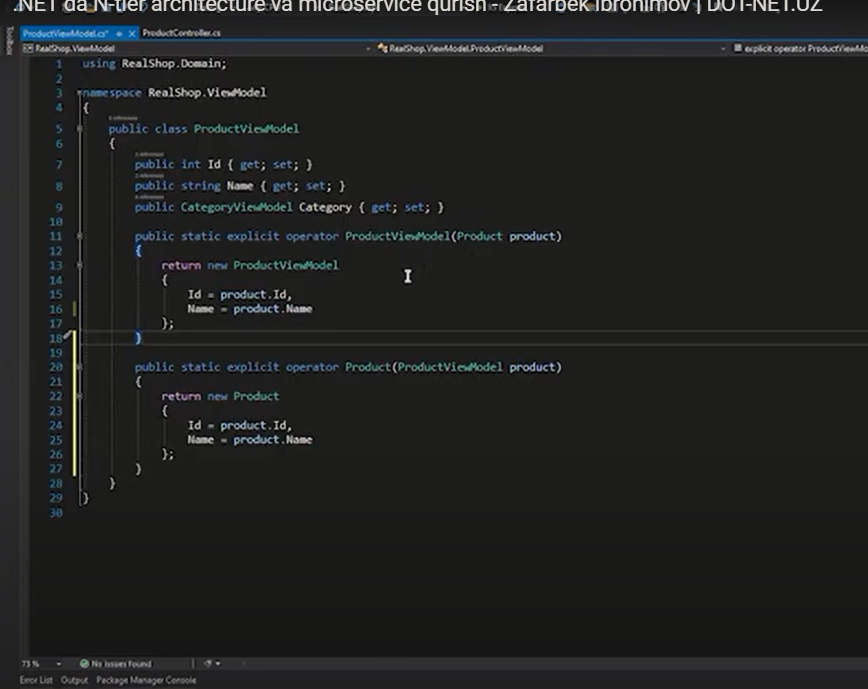 .NET da N-tier architecture va microservice qurish - Zafarbek Ibrohimov | DOT-NET.UZ
Toolbox
ProductViewModel.cs* ProductController.cs
RealShop.ViewModel RealShop.ViewModel.ProductViewModel explicit operator ProductViewMo
1 using RealShop.Domain;
2
3 namespace RealShop.ViewModel
4 {
5 public class ProductViewModel
6 {
7 public int Id { get; set; }
8 public string Name { get; set; }
9 public CategoryViewModel Category { get; set; }
10
11 public static explicit operator ProductViewModel(Product product)
12 {
13 return new ProductViewModel
14 {
15 Id = product.Id,
16 Name = product.Name
17 };
18 }
19
20 public static explicit operator Product(ProductViewModel product)
21 {
22 return new Product
23 {
24 Id = product.Id,
25 Name = product.Name
26 };
27 }
28 }
29 }
30
73 % No issues found
Error List Output Package Manager Console